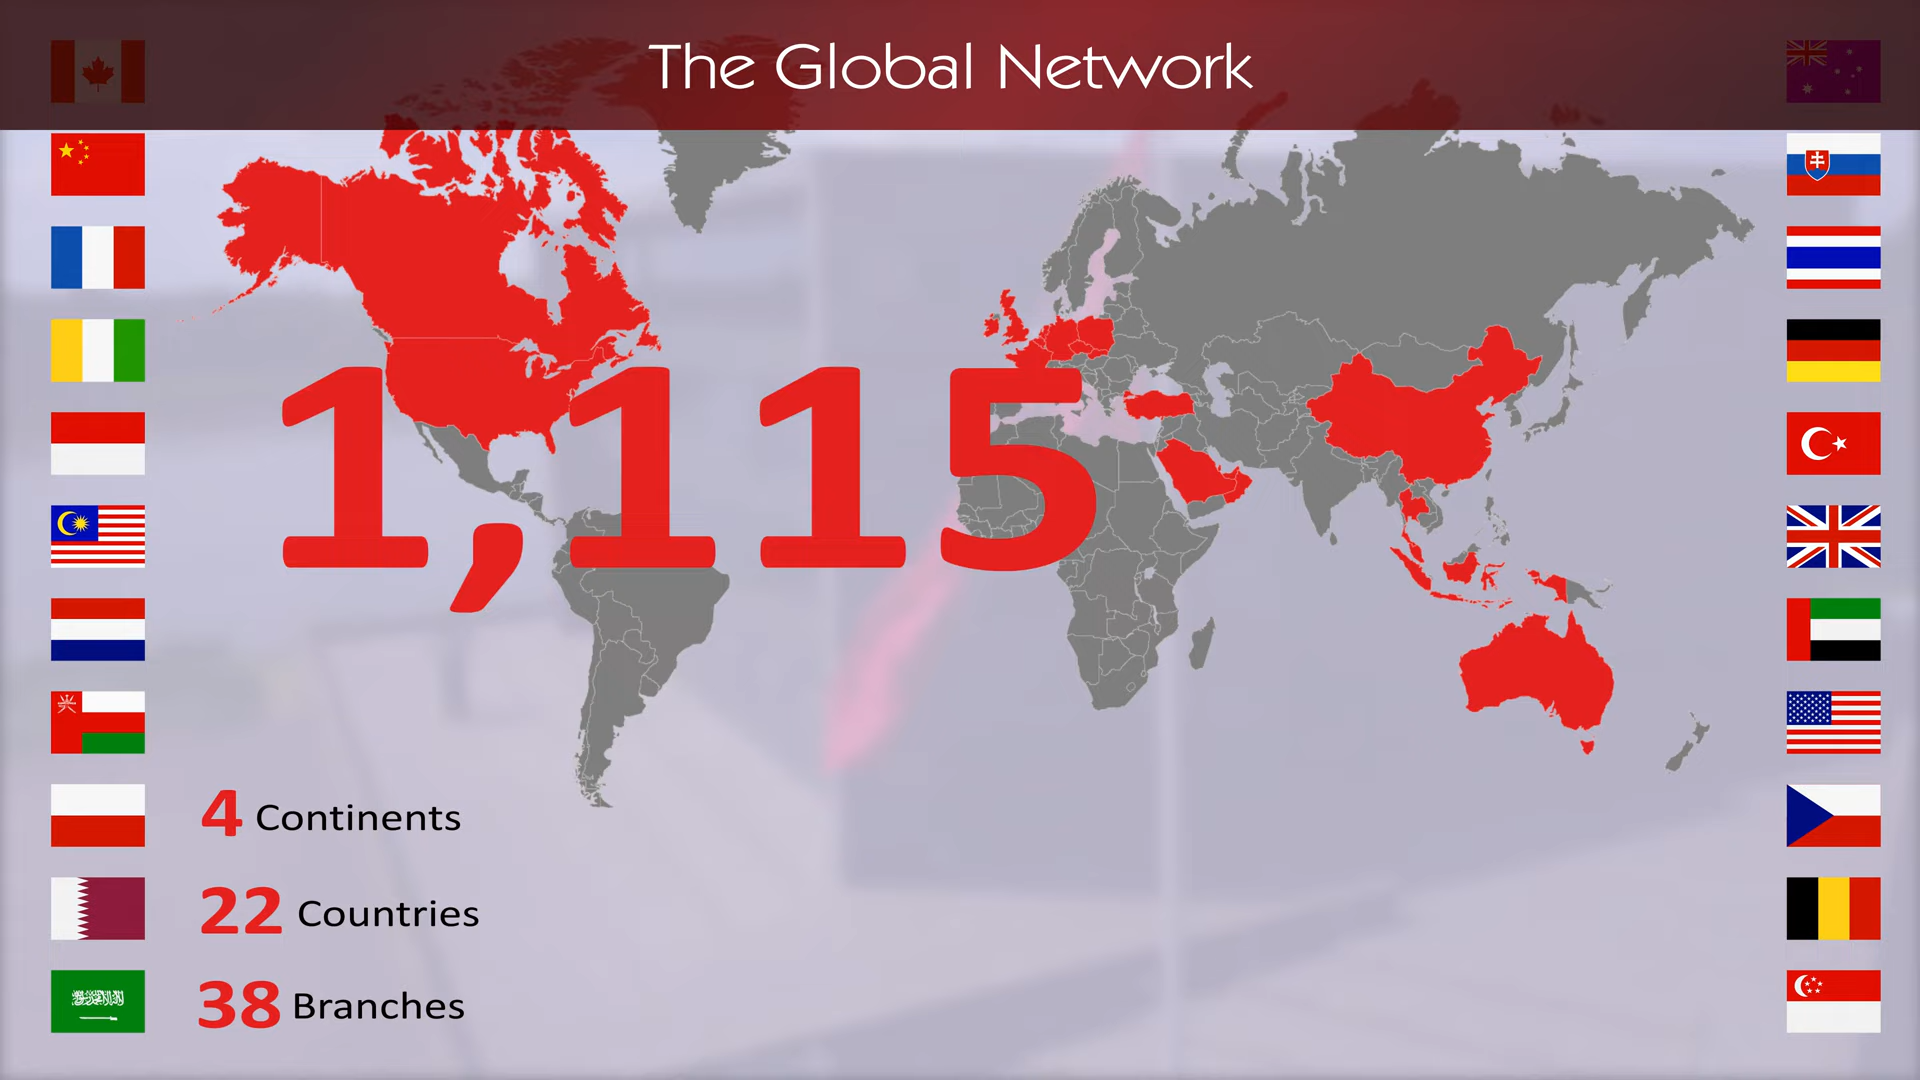 The Global Network
1,115
4 Continents
22 Countries
38 Branches